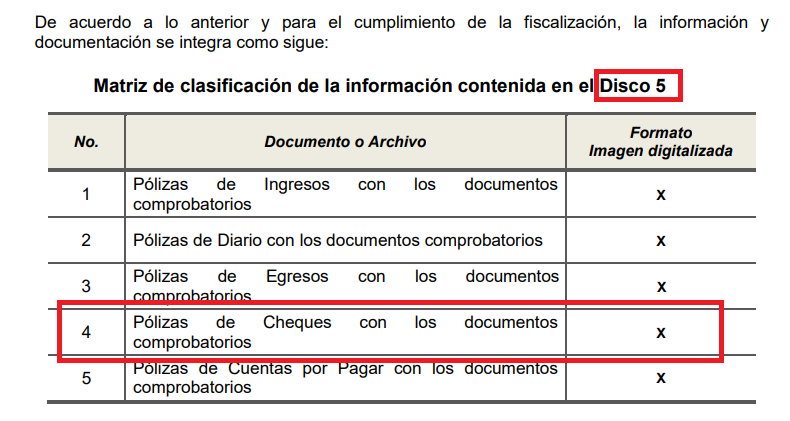 De acuerdo a lo anterior y para el cumplimiento de la fiscalización, la información y
documentación se integra como sigue:
Matriz de clasificación de la información contenida en el Disco 5
No. Documento o Archivo Formato
Imagen digitalizada
1 Pólizas de Ingresos con los documentos
comprobatorios x
2 Pólizas de Diario con los documentos comprobatorios x
3 Pólizas de Egresos con los documentos
comprobatorios x
4 Pólizas de Cheques con los documentos
comprobatorios x
5 Pólizas de Cuentas por Pagar con los documentos
comprobatorios x